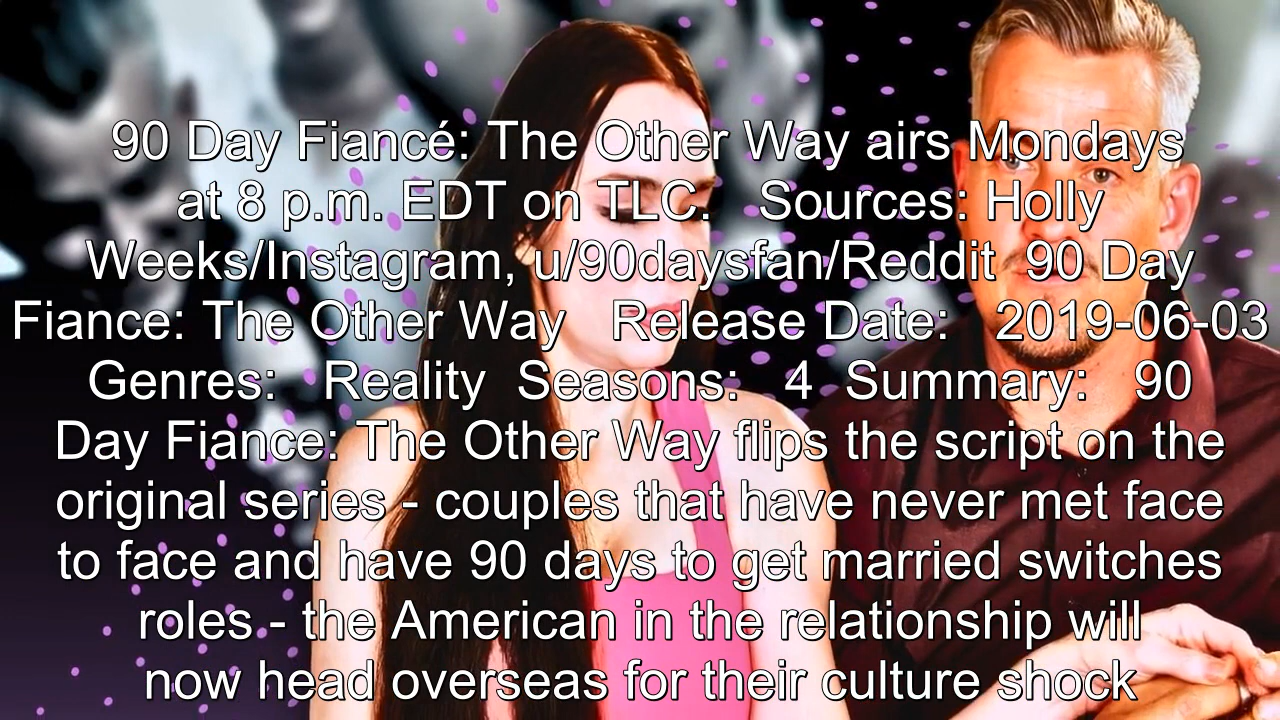 90 Day Fiancé: The Other Way airs Mondays
at 8 p.m. EDT on TLC.   Sources: Holly
Weeks/Instagram, u/90daysfan/Reddit  90 Day
Fiance: The Other Way   Release Date:   2019-06-03
Genres:   Reality  Seasons:   4  Summary:   90
Day Fiance: The Other Way flips the script on the
original series - couples that have never met face
to face and have 90 days to get married switches
roles - the American in the relationship will
now head overseas for their culture shock